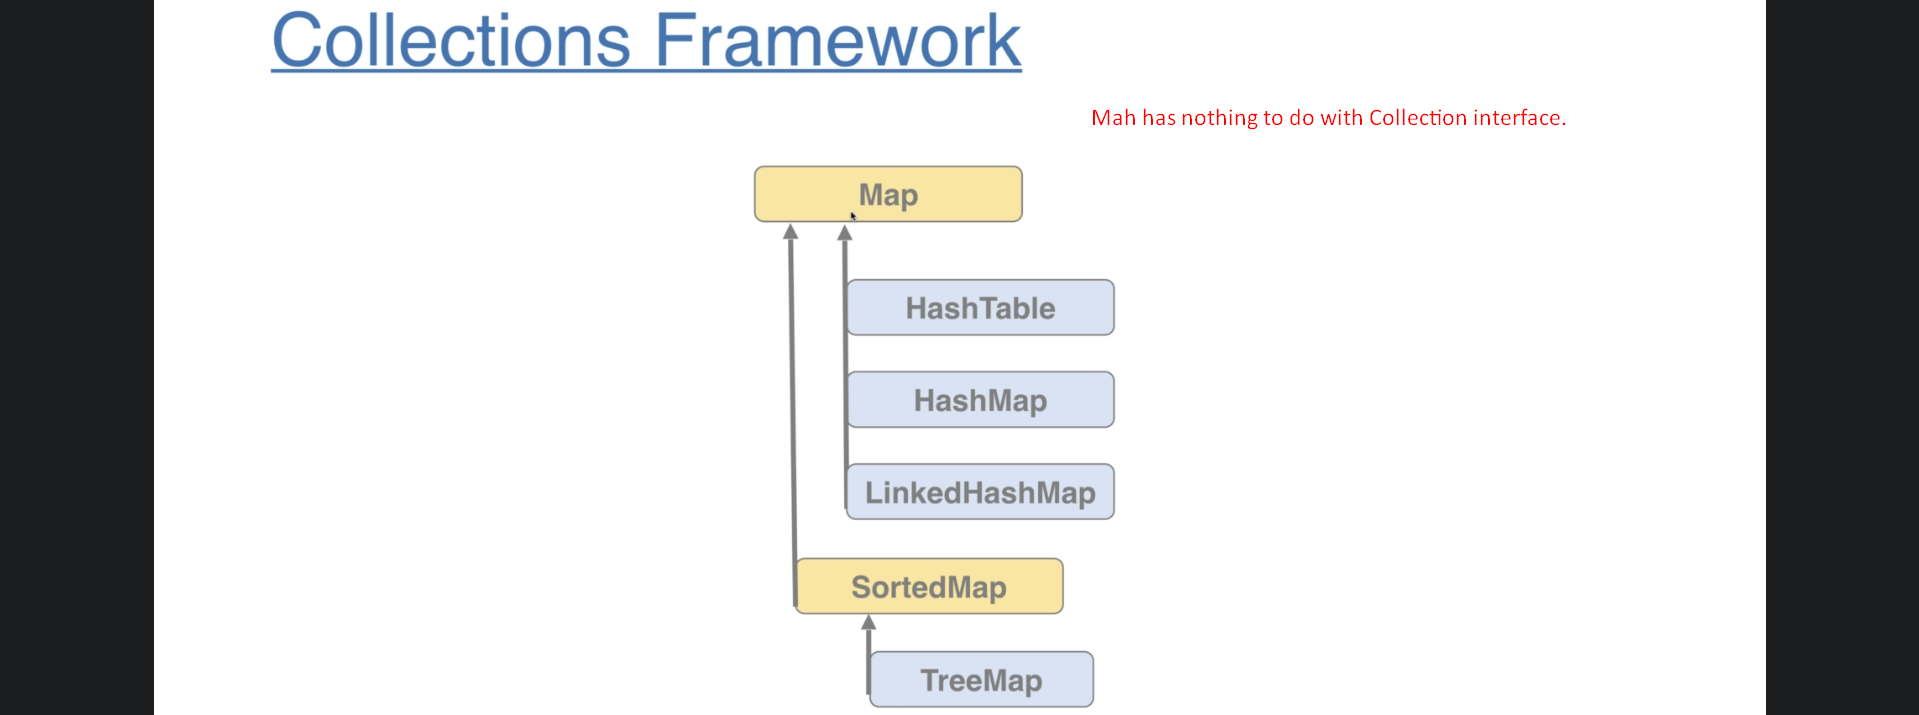 Collections Framework
Mah has nothing to do with Collection interface.
Map
HashTable
HashMap
LinkedHashMap
SortedMap
TreeMap